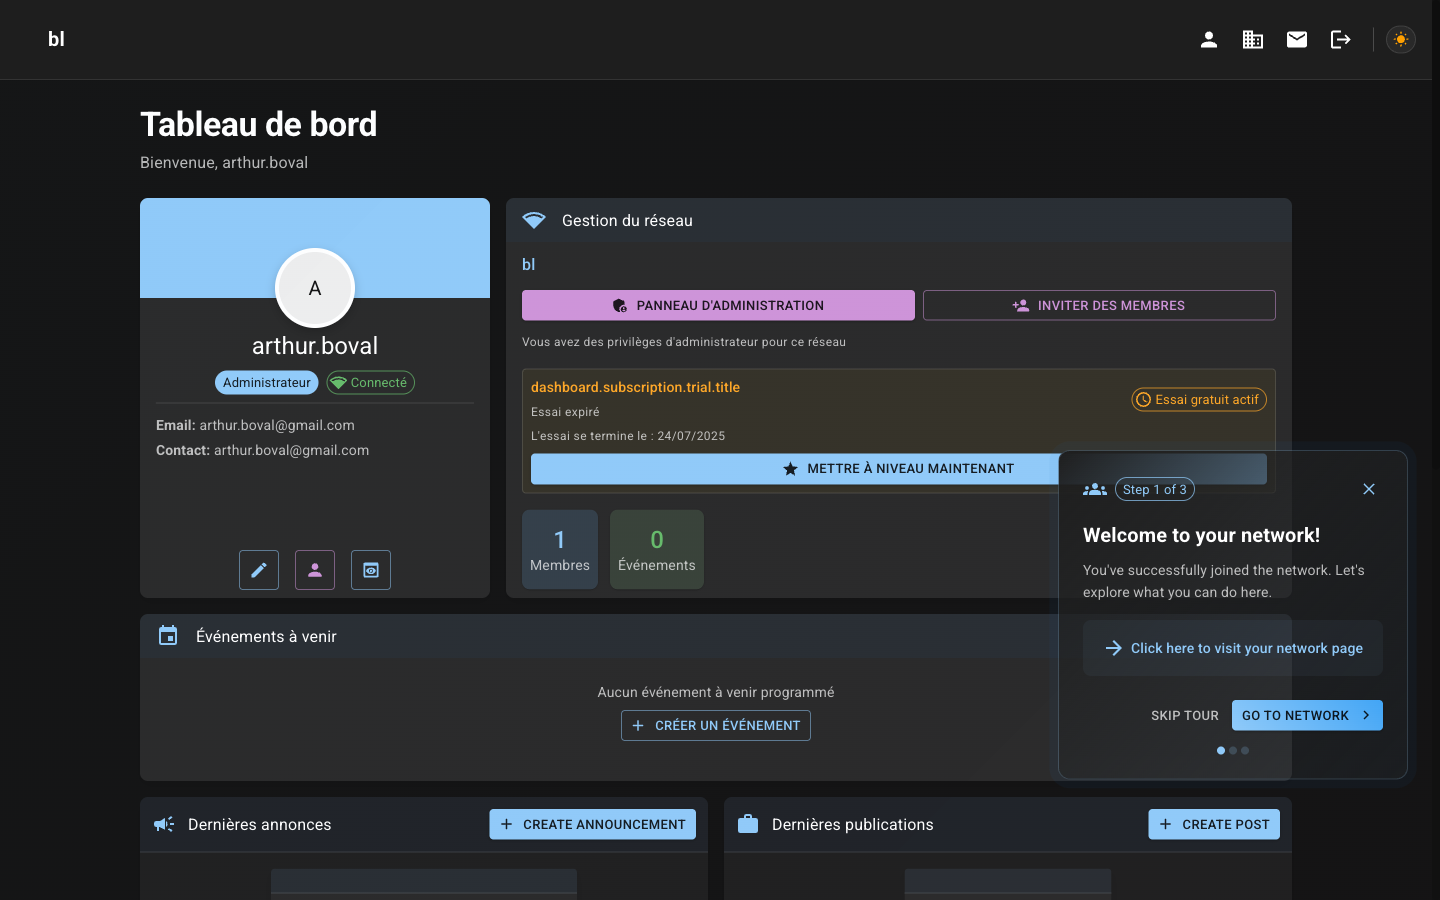 bl
Tableau de bord
Bienvenue, arthur.boval
A
arthur.boval
Administrateur
Connecté
Email: arthur.boval@gmail.com
Contact: arthur.boval@gmail.com
Gestion du réseau
bl
PANNEAU D'ADMINISTRATION
INVITER DES MEMBRES
Vous avez des privilèges d'administrateur pour ce réseau
dashboard.subscription.trial.title
Essai expiré
L'essai se termine le : 24/07/2025
Essai gratuit actif
METTRE À NIVEAU MAINTENANT
1
Membres
0
Événements
Step 1 of 3
Welcome to your network!
You've successfully joined the network. Let's
explore what you can do here.
Click here to visit your network page
SKIP TOUR
GO TO NETWORK
Événements à venir
Aucun événement à venir programmé
CRÉER UN ÉVÉNEMENT
Dernières annonces
CREATE ANNOUNCEMENT
Dernières publications
CREATE POST